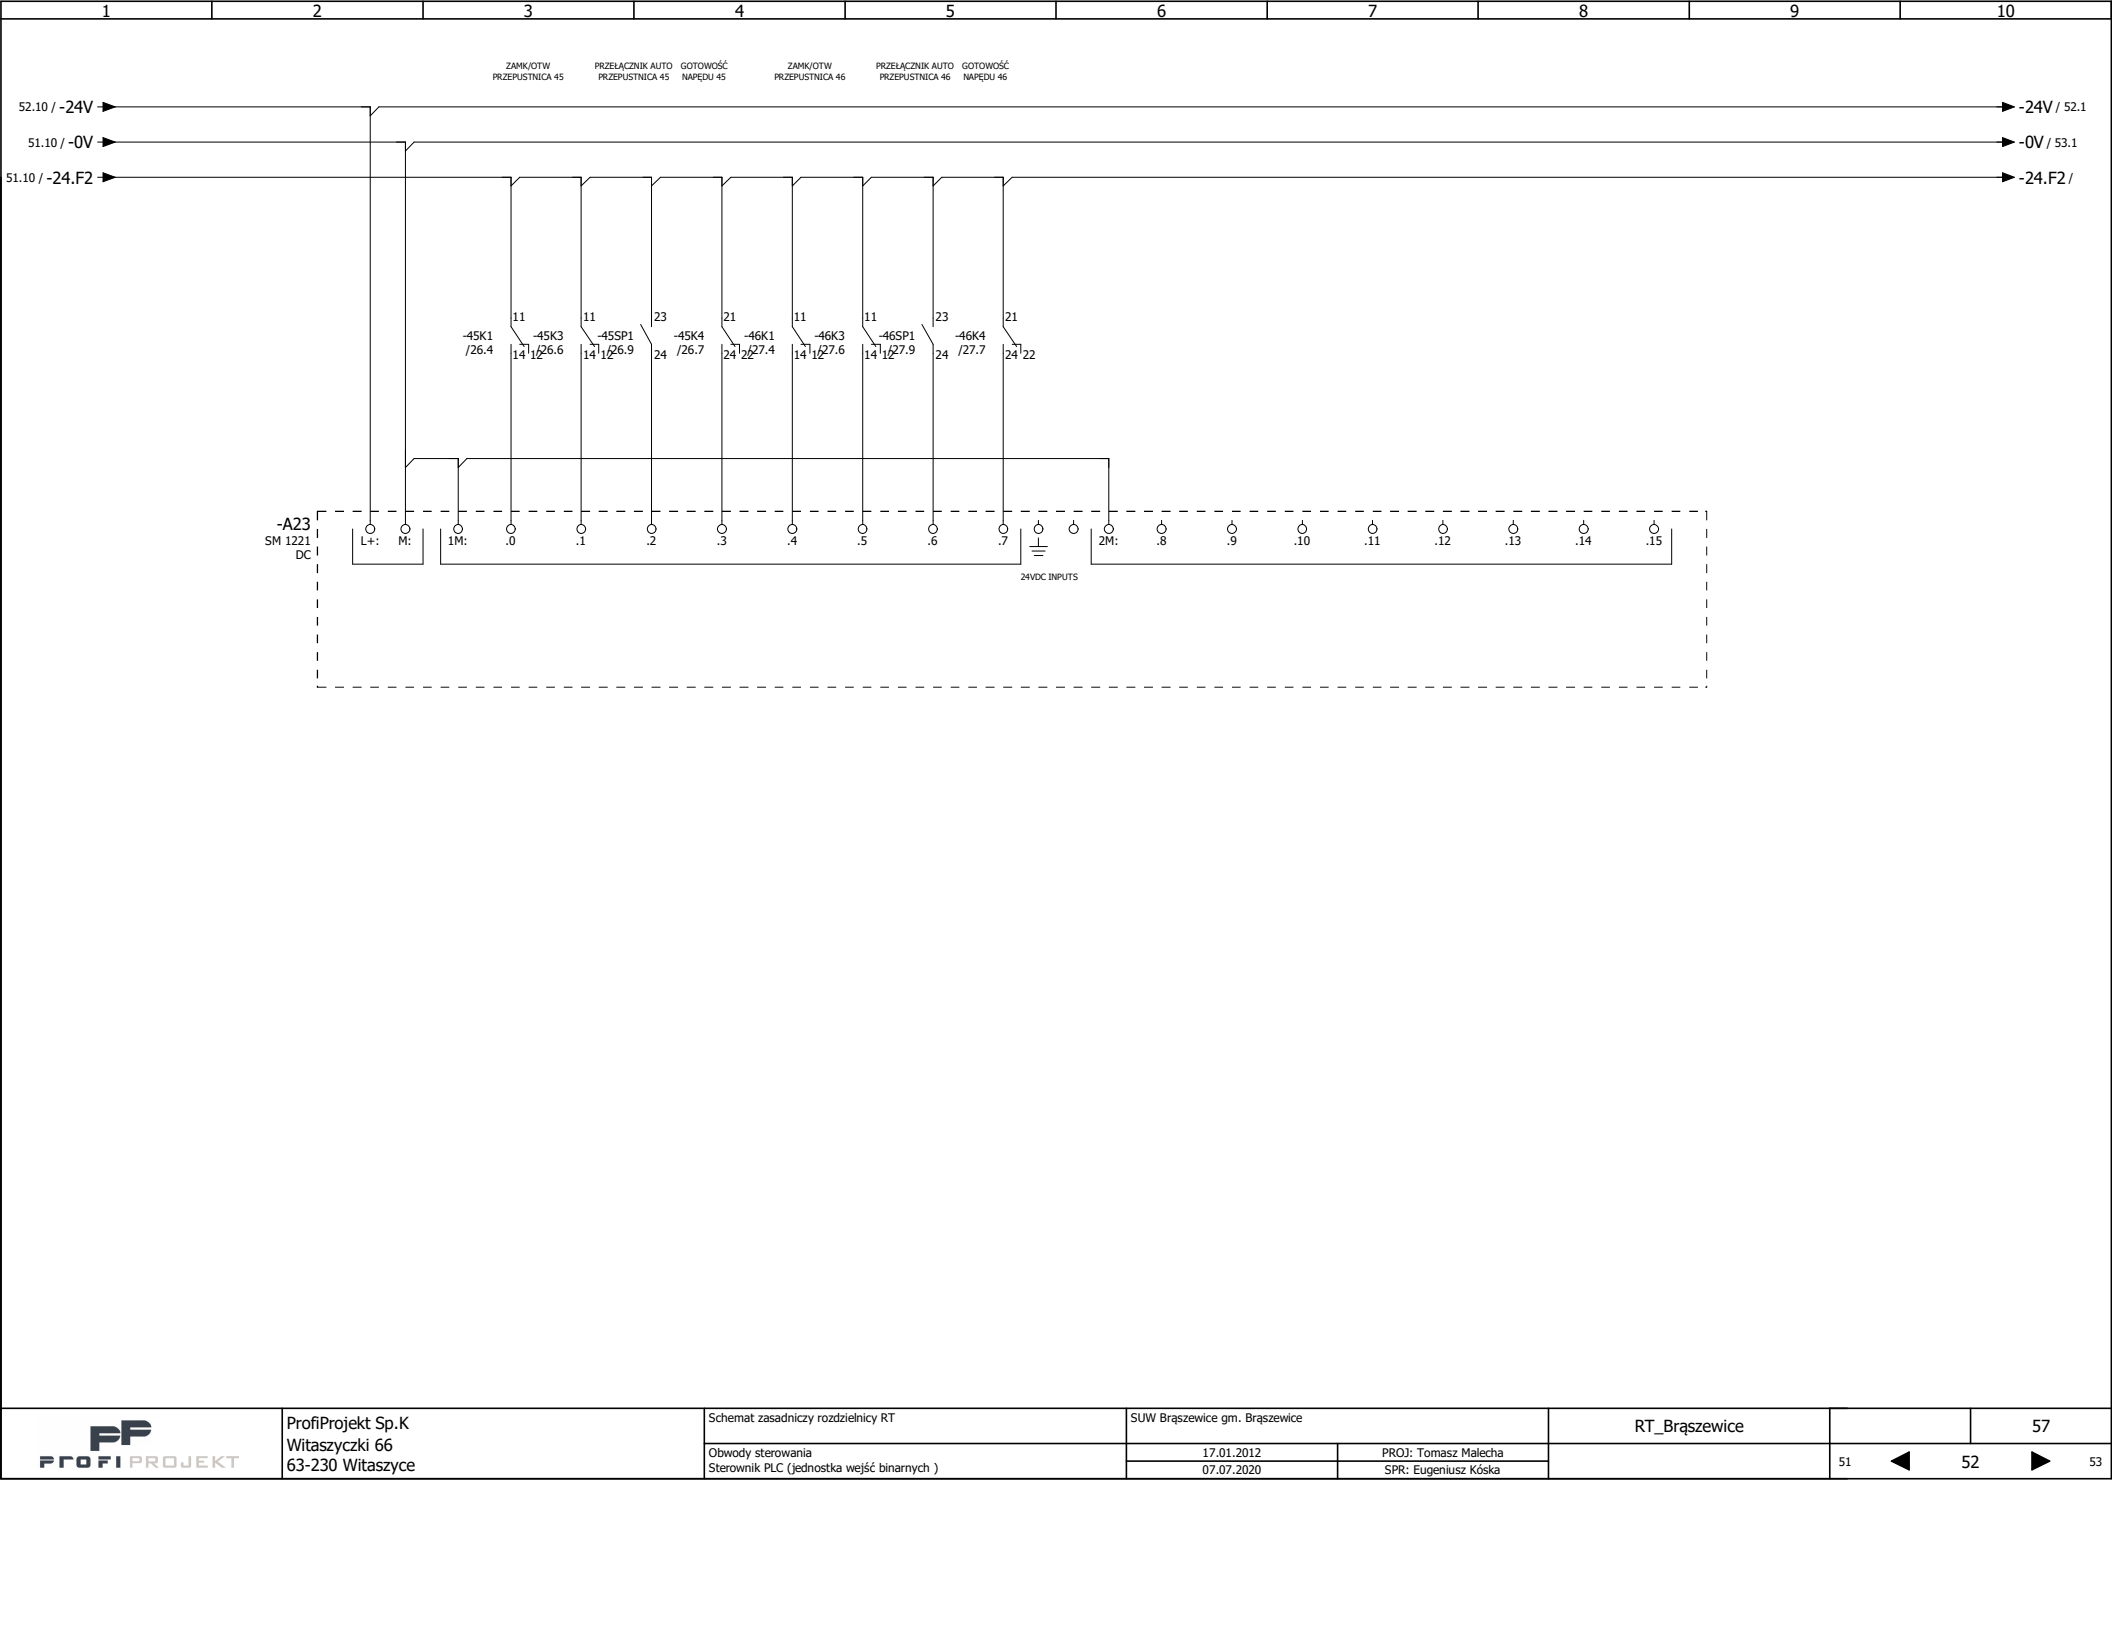 1 2 3 4 5 6 7 8 9 10
ZAMK/OTW
PRZEPUSTNICA 45
PRZEŁĄCZNIK AUTO
PRZEPUSTNICA 45
GOTOWOŚĆ
NAPĘDU 45
ZAMK/OTW
PRZEPUSTNICA 46
PRZEŁĄCZNIK AUTO
PRZEPUSTNICA 46
GOTOWOŚĆ
NAPĘDU 46
52.10 / -24V
-24V / 52.1
51.10 / -0V
-0V / 53.1
51.10 / -24.F2
-24.F2 /
11 11 23 21 11 11 23 21
-45K1 -45K3 -45SP1 -45K4 -46K1 -46K3 -46SP1 -46K4
/26.4 /26.6 /26.9 /26.7 /27.4 /27.6 /27.9 /27.7
14 12 14 12 24 24 22 14 12 14 12 24 24 22
-A23
SM 1221
DC
L+: M: 1M: .0 .1 .2 .3 .4 .5 .6 .7 2M: .8 .9 .10 .11 .12 .13 .14 .15
24VDC INPUTS
PP
PROFIPROJEKT
ProfiProjekt Sp.K
Witaszyczki 66
63-230 Witaszyce
Schemat zasadniczy rozdzielnicy RT
Obwody sterowania
Sterownik PLC (jednostka wejść binarnych )
SUW Brąszewice gm. Brąszewice
17.01.2012
PROJ: Tomasz Malecha
07.07.2020
SPR: Eugeniusz Kóska
RT_Brąszewice
57
51 52 53